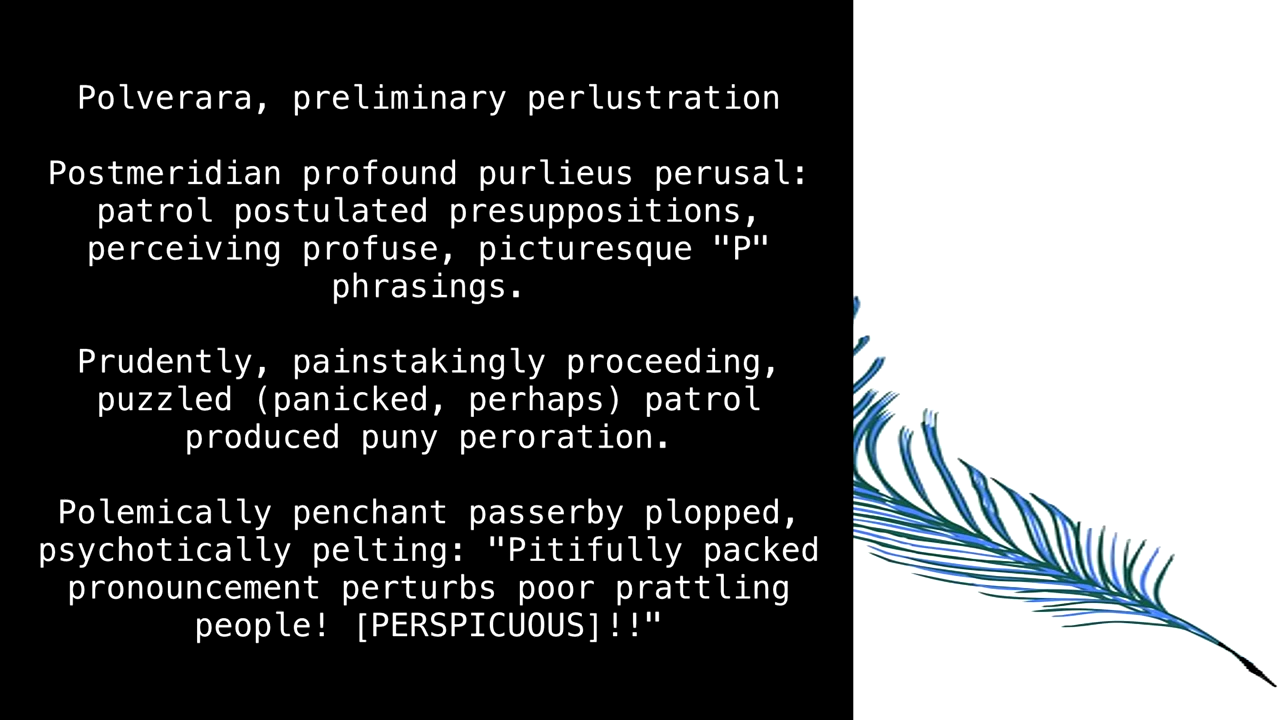 Polverara, preliminary perlustration
Postmeridian profound purlieus perusal:
patrol postulated presuppositions,
perceiving profuse, picturesque "P"
phrasings.
Prudently, painstakingly proceeding,
puzzled (panicked, perhaps) patrol
produced puny peroration.
Polemically penchant passerby plopped,
psychotically pelting: "Pitifully packed
pronouncement perturbs poor prattling
people! [PERSPICUOUS]!!"